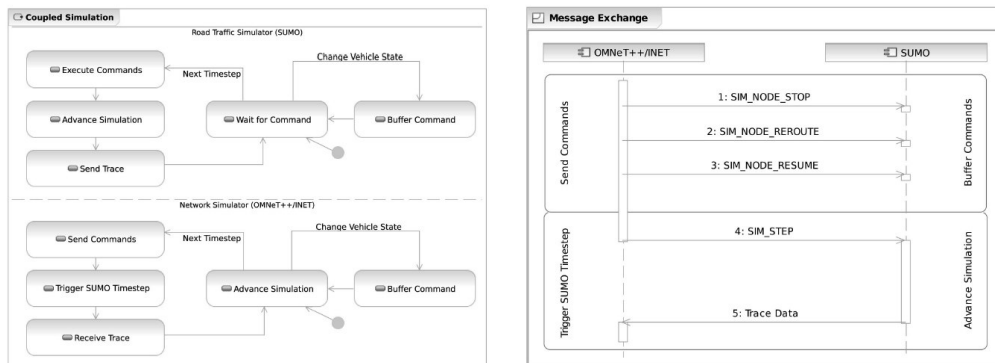 Coupled Simulation
Road Traffic Simulator (SUMO)
Change Vehicle State
Execute Commands
Next Timestep
Advance Simulation
Wait for Command
Buffer Command
Send Trace
Network Simulator (OMNeT++/INET)
Change Vehicle State
Send Commands
Next Timestep
Trigger SUMO Timestep
Advance Simulation
Buffer Command
Receive Trace
Message Exchange
OMNeT++/INET
SUMO
Send Commands
1: SIM_NODE_STOP
2: SIM_NODE_REROUTE
3: SIM_NODE_RESUME
Buffer Commands
Trigger SUMO Timestep
4: SIM_STEP
5: Trace Data
Advance Simulation